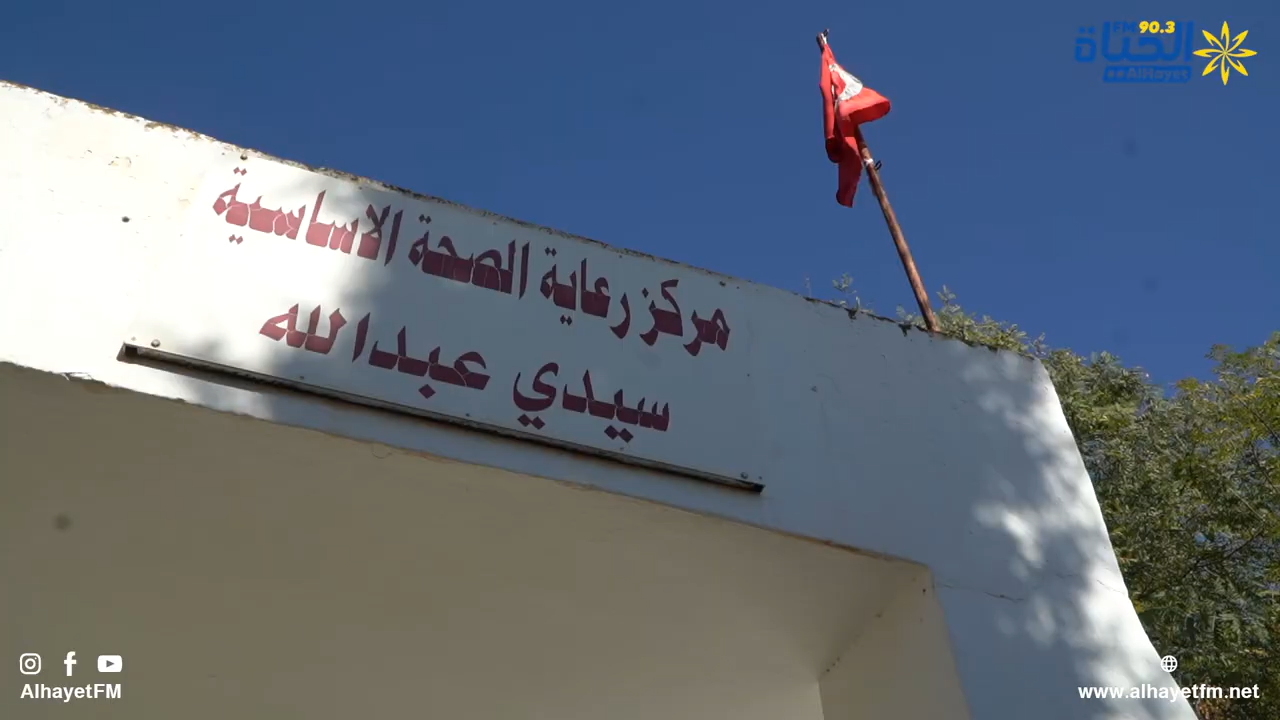 FM 90.3
الحياة
AlHayet
مركز رعاية الصحة الاساسية
سيدي عبدالله
AlhayetFM
www.alhayetfm.net